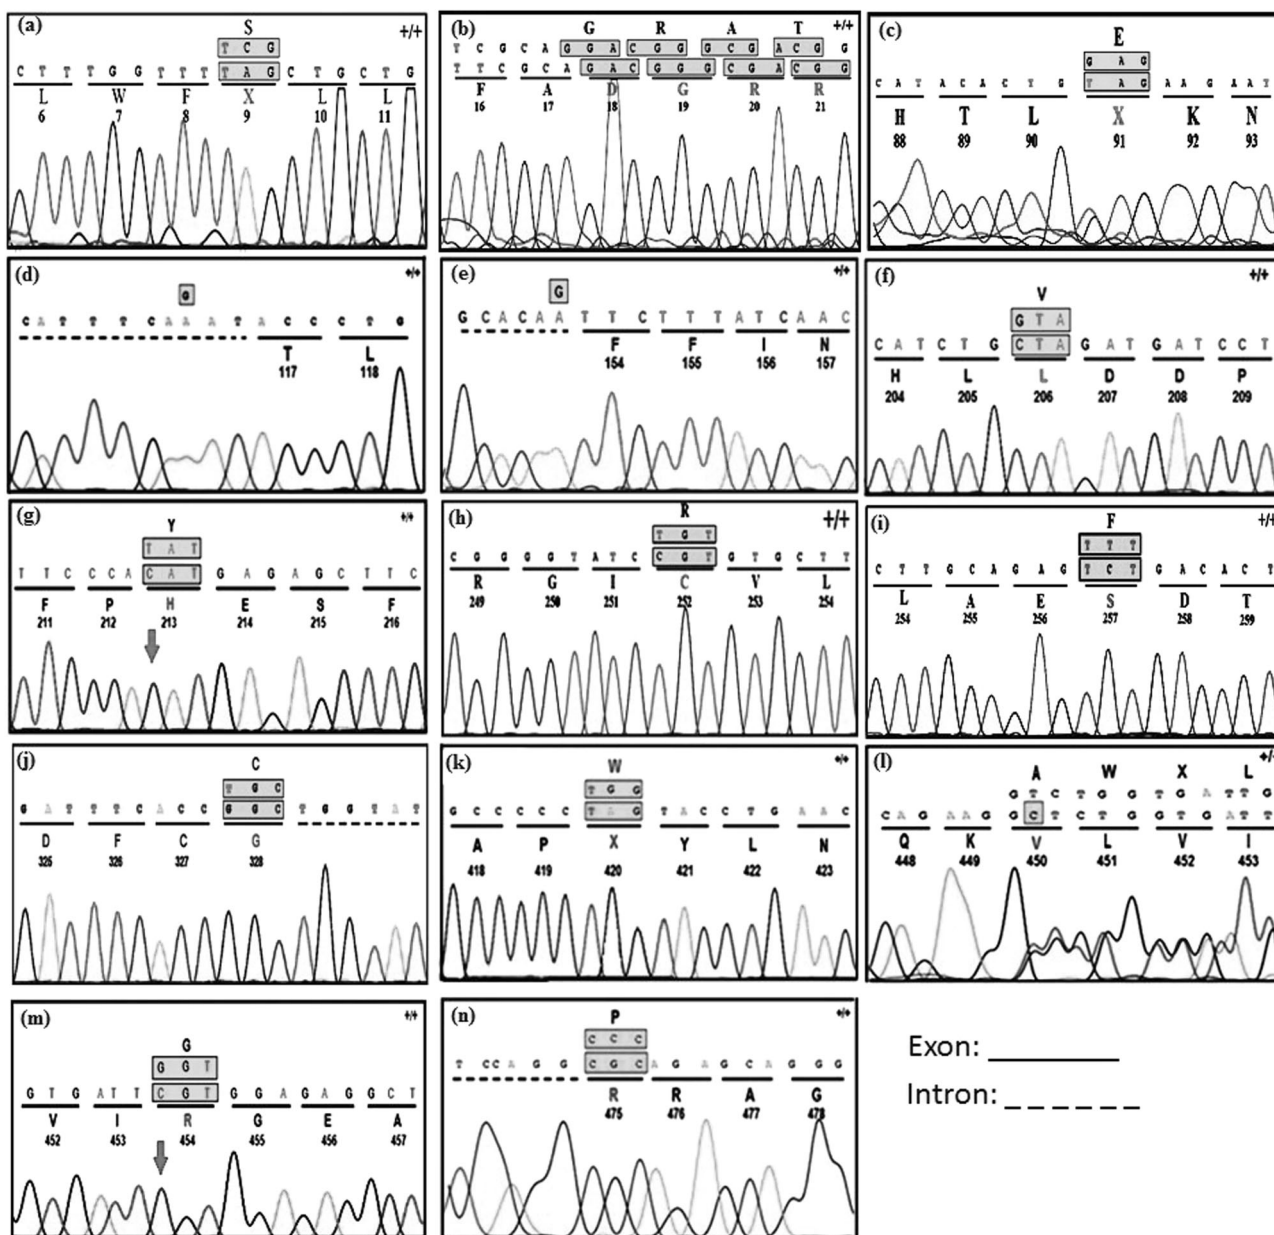 (a)
S
+/+
T C G
C T T T G G T T T T A G C T G C T G
L W F X L L
6 7 8 9 10 11
(b)
G R A T
+/+
T C G C A G G A C G G G C G A C G G
T T C G C A G A C G G G C G A C G G
F A D G R R
16 17 18 19 20 21
(c)
E
G A G
C A T A C A C T G T A G A A G A A T
H T L X K N
88 89 90 91 92 93
(d)
+/+
G
C A T T T C A A A T A C C C T G
T L
117 118
(e)
+/+
G
G C A C A A T T C T T T A T C A A C
F F I N
154 155 156 157
(f)
+/+
V
G T A
C A T C T G C T A G A T G A T C C T
H L L D D P
204 205 206 207 208 209
(g)
+/+
Y
T A T
T T C C C A C A T G A G A G C T T C
F P H E S F
211 212 213 214 215 216
(h)
R
+/+
T G T
C G G G G T A T C C G T G T G C T T
R G I C V L
249 250 251 252 253 254
(i)
F
+/+
T T T
C T T G C A G A G T C T G A C A C T
L A E S D T
254 255 256 257 258 259
(j)
C
T G C
G A T T T C A C C G G C T G G T A T
D F C G
325 326 327 328
(k)
W
+/+
T G G
G C C C C C T A G T A C C T G A A C
A P X Y L N
418 419 420 421 422 423
(l)
+/-
A W X L
G T C T G G T G A T T G
C A G A A G G C T C T G G T G A T T
Q K V L V I
448 449 450 451 452 453
(m)
+/+
G
G G T
G T G A T T C G T G G A G A G G C T
V I R G E A
452 453 454 455 456 457
(n)
P
+/+
C C C
T C C A G G C G C A G A G C A G G G
R R A G
475 476 477 478
Exon:
Intron: